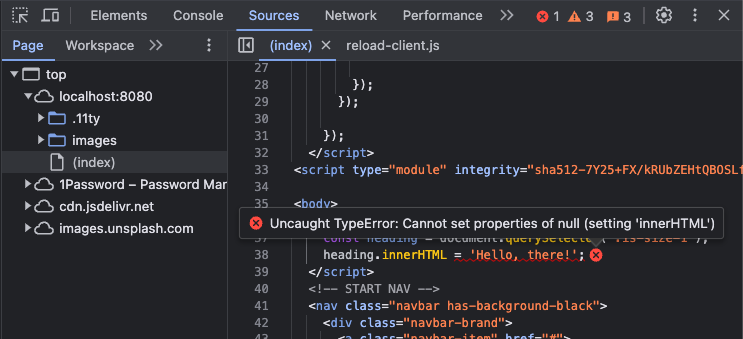 Elements Console Sources Network Performance 1 3 3
Page Workspace (index) reload-client.js
top
localhost:8080
.11ty
images
(index)
1Password – Password Mar
cdn.jsdelivr.net
images.unsplash.com
27
28 });
29 });
30
31 });
32 </script>
33 <script type="module" integrity="sha512-7Y25+FX/kRUbZEHtQBOSL
34
35 <body>
Uncaught TypeError: Cannot set properties of null (setting 'innerHTML')
37 const heading = document.querySelector('.is-size-1');
38 heading.innerHTML = 'Hello, there!';
39 </script>
40 <!-- START NAV -->
41 <nav class="navbar has-background-black">
42 <div class="navbar-brand">
43 <a class="navbar-item" href="#">